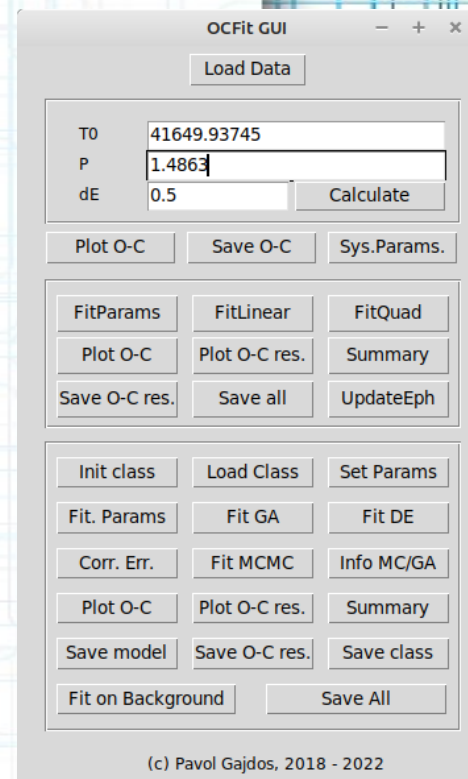 OCFit GUI
Load Data
T0 41649.93745
P 1.4863
dE 0.5 Calculate
Plot O-C Save O-C Sys.Params.
FitParams FitLinear FitQuad
Plot O-C Plot O-C res. Summary
Save O-C res. Save all UpdateEph
Init class Load Class Set Params
Fit. Params Fit GA Fit DE
Corr. Err. Fit MCMC Info MC/GA
Plot O-C Plot O-C res. Summary
Save model Save O-C res. Save class
Fit on Background Save All
(c) Pavol Gajdos, 2018 - 2022